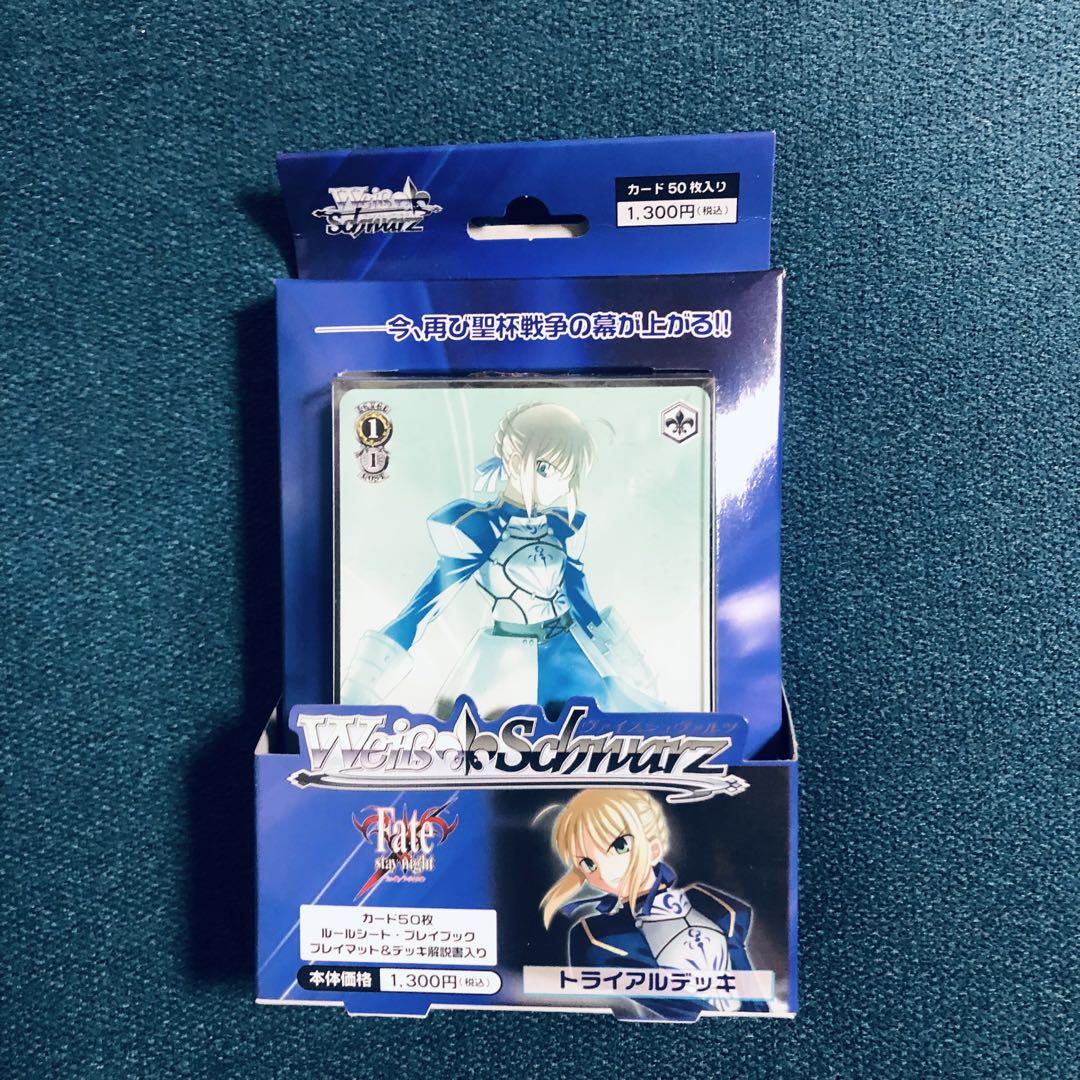 Weiß Schwarz
カード50枚入り
1,300円(税込)
――今、再び聖杯戦争の幕が上がる!!
LEVEL
1
1
COST
ヴァイスシュヴァルツ
Weiß Schwarz
Fate
stay night
カード50枚
ルールシート・プレイブック
プレイマット&デッキ解説書入り
本体価格 1,300円(税込)
トライアルデッキ